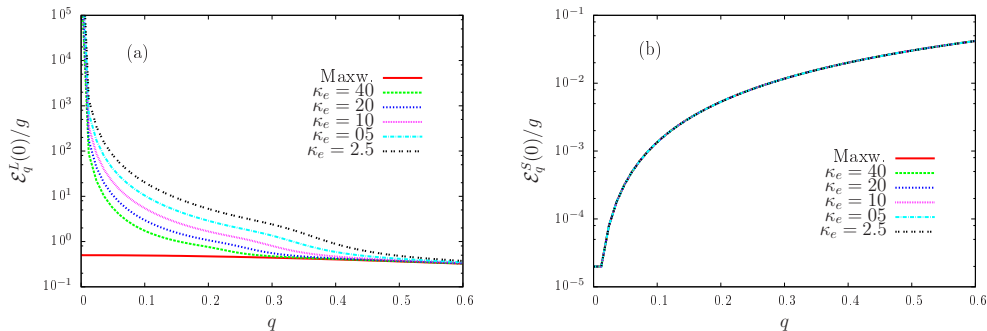 (a)
10^5
10^4
10^3
10^2
10^1
10^0
10^-1
ℰ_q^L(0)/g
Maxw.
κ_e = 40
κ_e = 20
κ_e = 10
κ_e = 05
κ_e = 2.5
0 0.1 0.2 0.3 0.4 0.5 0.6
q
(b)
10^-1
10^-2
10^-3
10^-4
10^-5
ℰ_q^S(0)/g
Maxw.
κ_e = 40
κ_e = 20
κ_e = 10
κ_e = 05
κ_e = 2.5
0 0.1 0.2 0.3 0.4 0.5 0.6
q